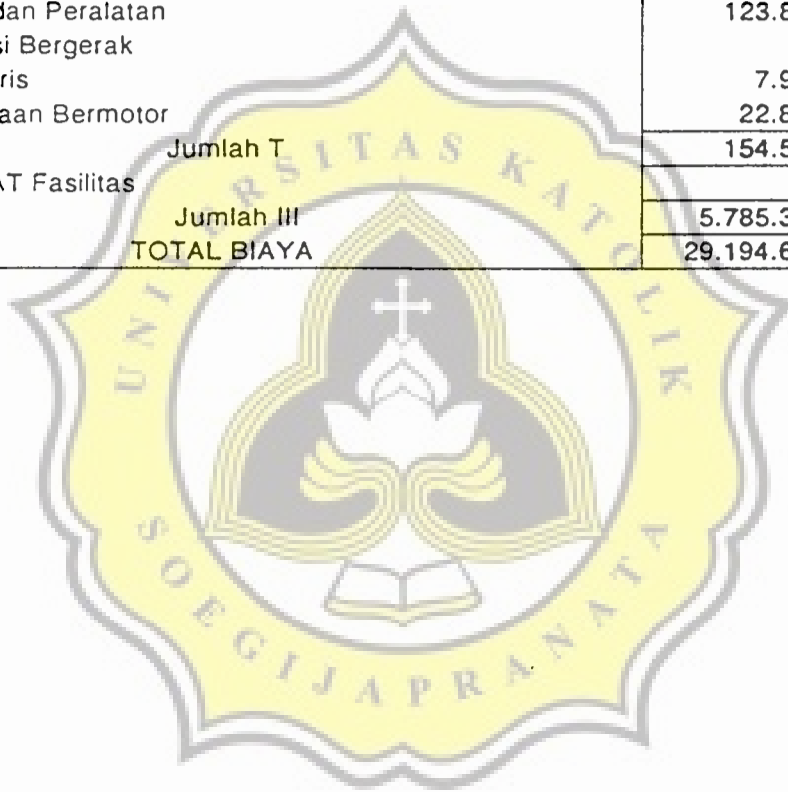 dan Peralatan 123.8
si Bergerak
ris 7.9
aan Bermotor 22.8
Jumlah T 154.5
AT Fasilitas
Jumlah III 5.785.3
TOTAL BIAYA 29.194.6
UNIVERSITAS KATOLIK
SOEGIJAPRANATA